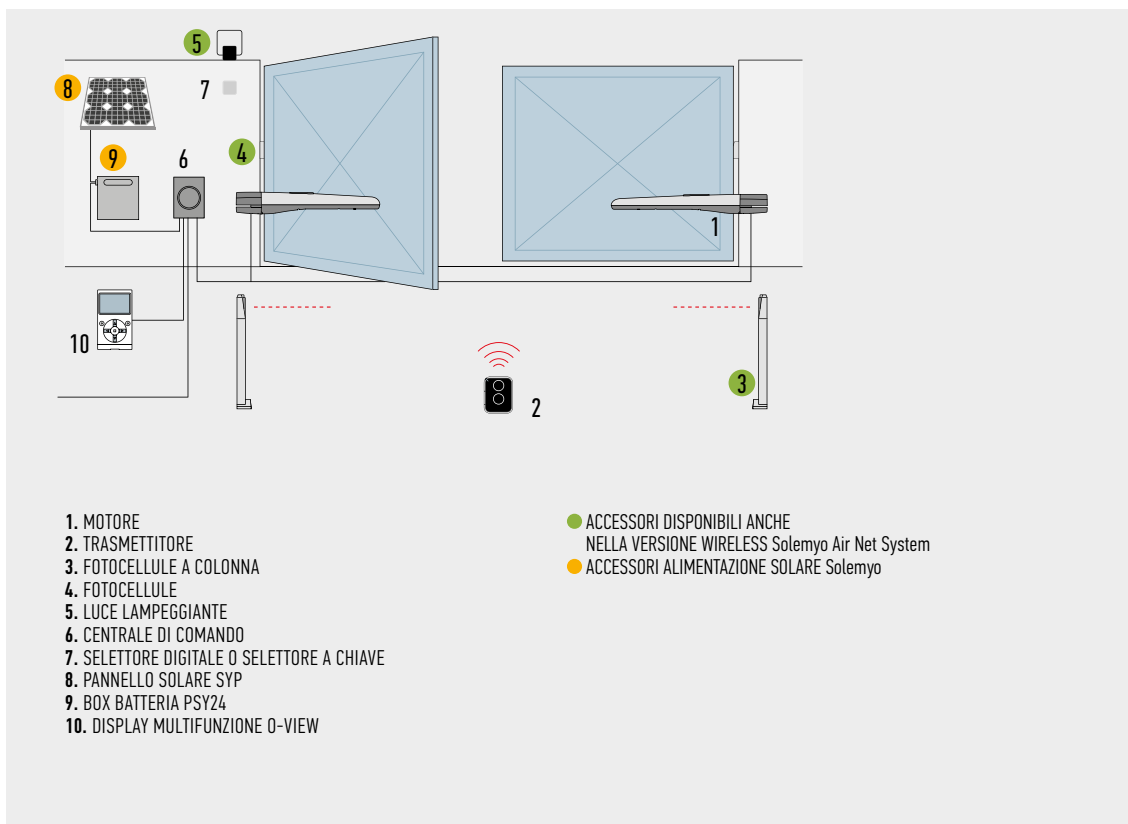 5
8
7
9
6
4
1
10
3
2
1. MOTORE
2. TRASMETTITORE
3. FOTOCELLULE A COLONNA
4. FOTOCELLULE
5. LUCE LAMPEGGIANTE
6. CENTRALE DI COMANDO
7. SELETTORE DIGITALE O SELETTORE A CHIAVE
8. PANNELLO SOLARE SYP
9. BOX BATTERIA PSY24
10. DISPLAY MULTIFUNZIONE O-VIEW
ACCESSORI DISPONIBILI ANCHE
NELLA VERSIONE WIRELESS Solemyo Air Net System
ACCESSORI ALIMENTAZIONE SOLARE Solemyo